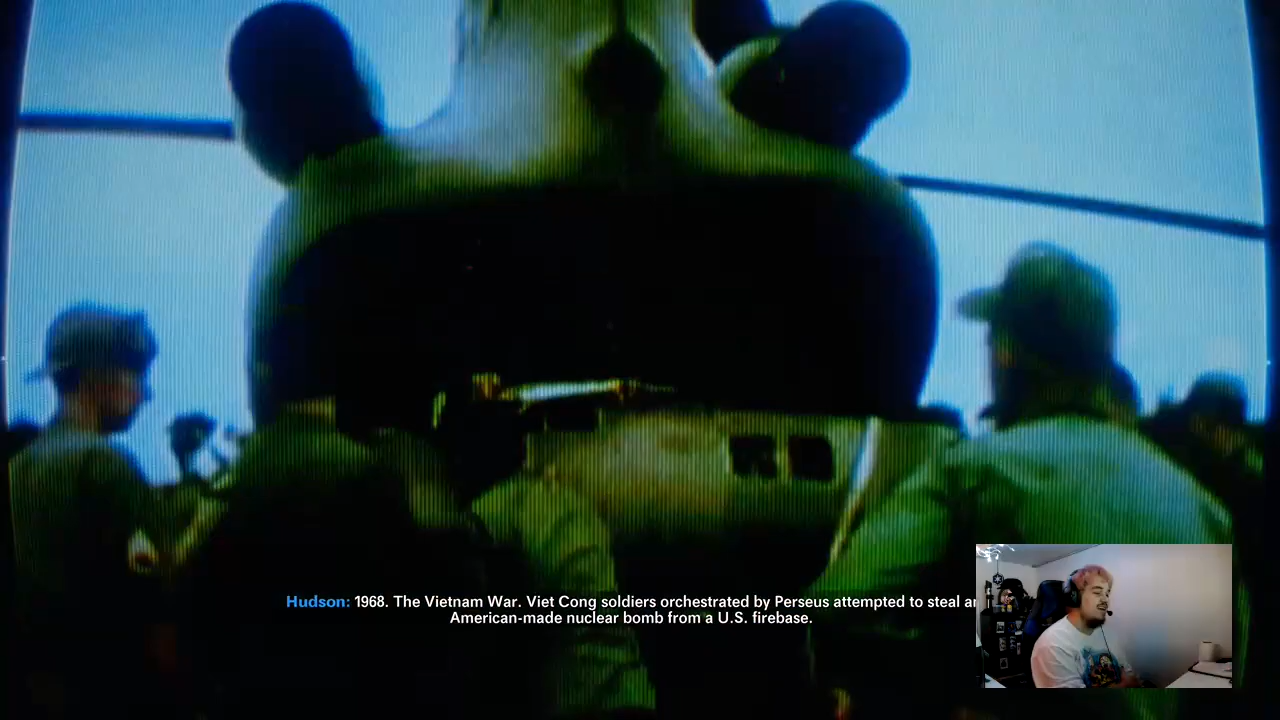 Hudson: 1968. The Vietnam War. Viet Cong soldiers orchestrated by Perseus attempted to steal
American-made nuclear bomb from a U.S. firebase.